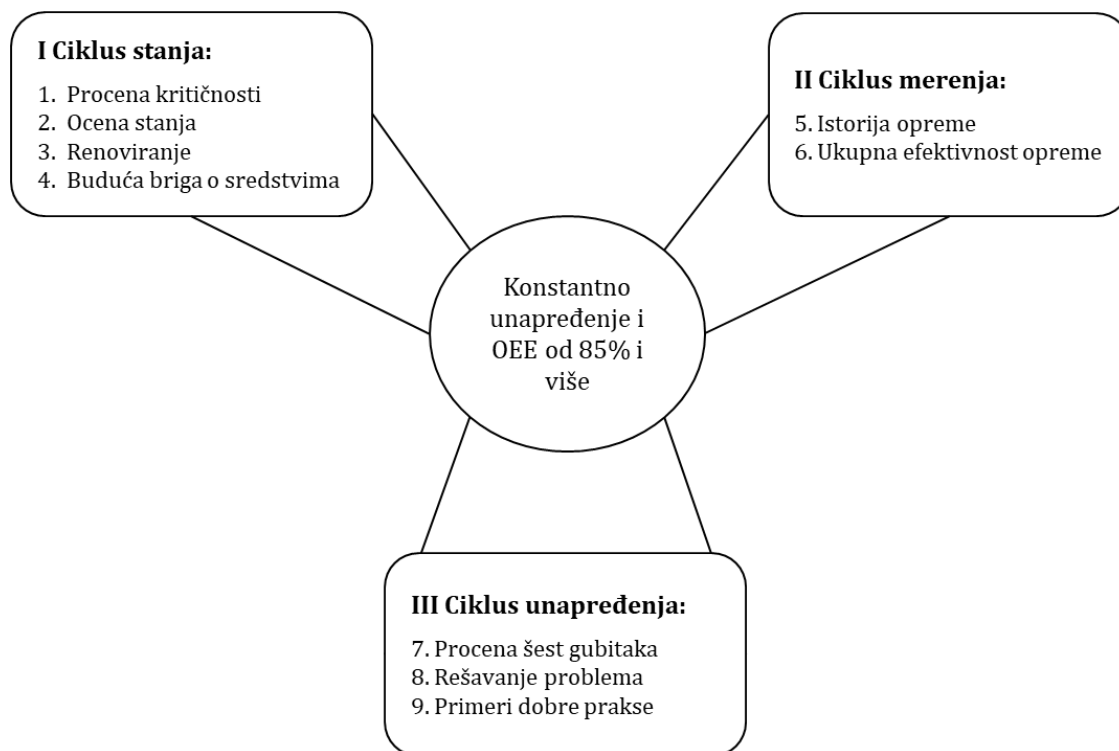 I Ciklus stanja:
1. Procena kritičnosti
2. Ocena stanja
3. Renoviranje
4. Buduća briga o sredstvima
II Ciklus merenja:
5. Istorija opreme
6. Ukupna efektivnost opreme
Konstantno
unapređenje i
OEE od 85% i
više
III Ciklus unapređenja:
7. Procena šest gubitaka
8. Rešavanje problema
9. Primeri dobre prakse